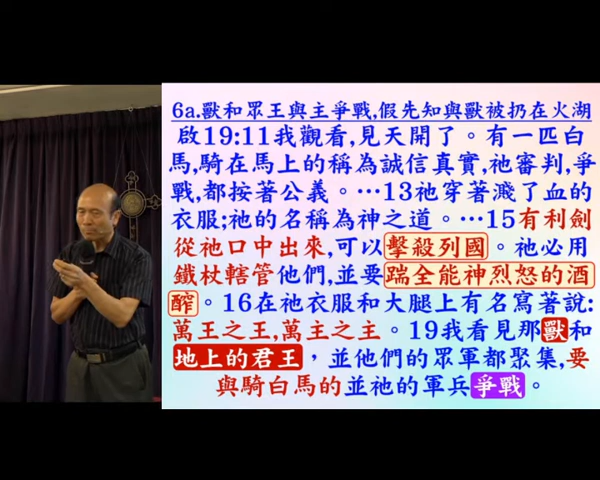 6a.獸和眾王與主爭戰,假先知與獸被扔在火湖
啟19:11我觀看,見天開了。有一匹白
馬,騎在馬上的稱為誠信真實,祂審判,爭
戰,都按著公義。…13祂穿著濺了血的
衣服;祂的名稱為神之道。…15有利劍
從祂口中出來,可以擊殺列國。祂必用
鐵杖轄管他們,並要踹全能神烈怒的酒
醡。16在祂衣服和大腿上有名寫著說:
萬王之王,萬主之主。19我看見那獸和
地上的君王，並他們的眾軍都聚集,要
與騎白馬的並祂的軍兵爭戰。